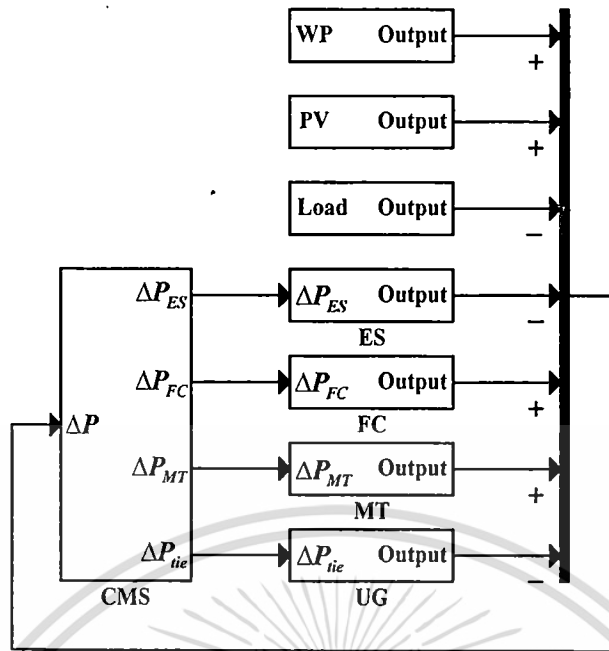 WP Output
+
PV Output
+
Load Output
−
ΔP_ES
ΔP_ES Output
−
ES
ΔP_FC
ΔP_FC Output
+
FC
ΔP
ΔP_MT
ΔP_MT Output
+
MT
ΔP_tie
ΔP_tie Output
−
CMS
UG